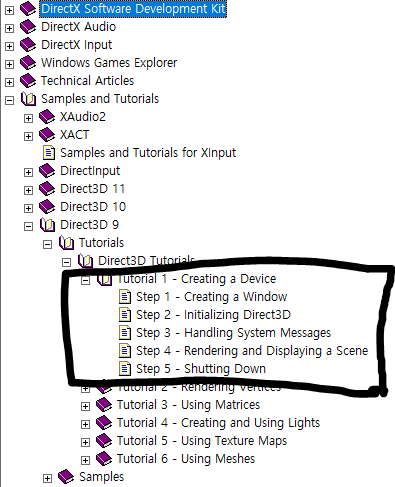 DirectX Software Development Kit
DirectX Audio
DirectX Input
Windows Games Explorer
Technical Articles
Samples and Tutorials
XAudio2
XACT
Samples and Tutorials for XInput
DirectInput
Direct3D 11
Direct3D 10
Direct3D 9
Tutorials
Direct3D Tutorials
Tutorial 1 - Creating a Device
Step 1 - Creating a Window
Step 2 - Initializing Direct3D
Step 3 - Handling System Messages
Step 4 - Rendering and Displaying a Scene
Step 5 - Shutting Down
Tutorial 2 - Rendering Vertices
Tutorial 3 - Using Matrices
Tutorial 4 - Creating and Using Lights
Tutorial 5 - Using Texture Maps
Tutorial 6 - Using Meshes
Samples